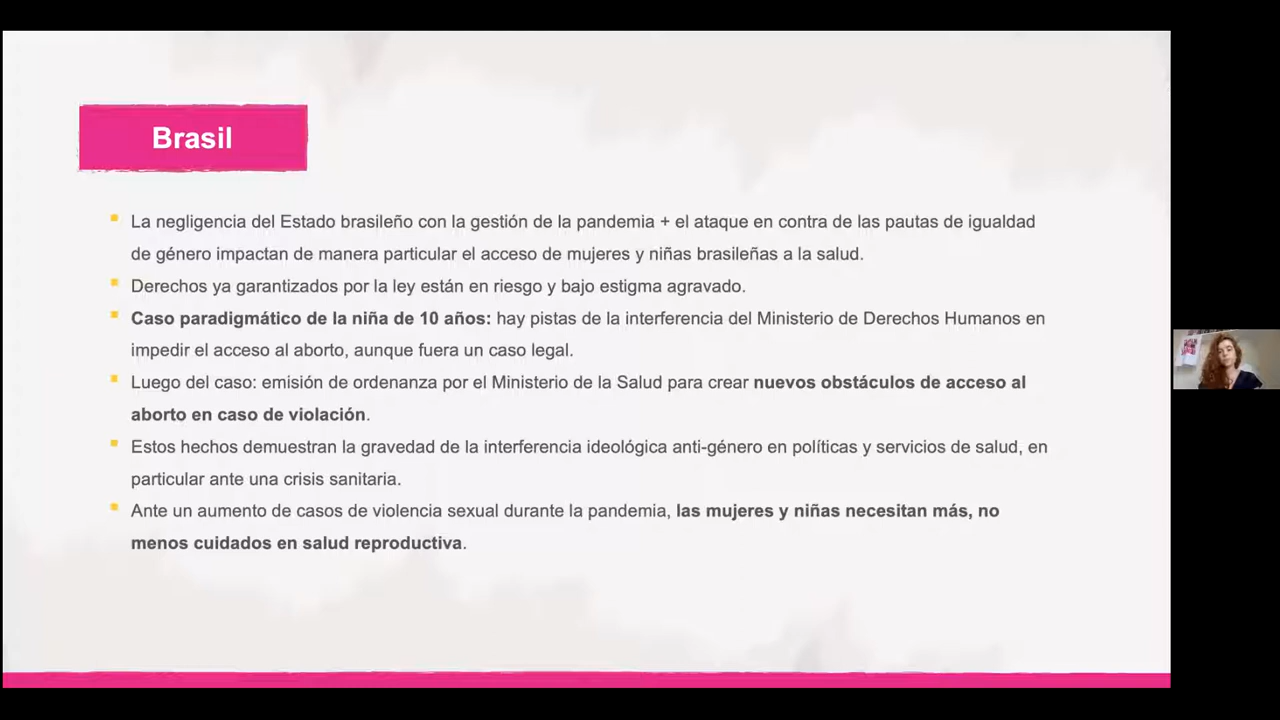 Brasil
La negligencia del Estado brasileño con la gestión de la pandemia + el ataque en contra de las pautas de igualdad
de género impactan de manera particular el acceso de mujeres y niñas brasileñas a la salud.
Derechos ya garantizados por la ley están en riesgo y bajo estigma agravado.
Caso paradigmático de la niña de 10 años: hay pistas de la interferencia del Ministerio de Derechos Humanos en
impedir el acceso al aborto, aunque fuera un caso legal.
Luego del caso: emisión de ordenanza por el Ministerio de la Salud para crear nuevos obstáculos de acceso al
aborto en caso de violación.
Estos hechos demuestran la gravedad de la interferencia ideológica anti-género en políticas y servicios de salud, en
particular ante una crisis sanitaria.
Ante un aumento de casos de violencia sexual durante la pandemia, las mujeres y niñas necesitan más, no
menos cuidados en salud reproductiva.